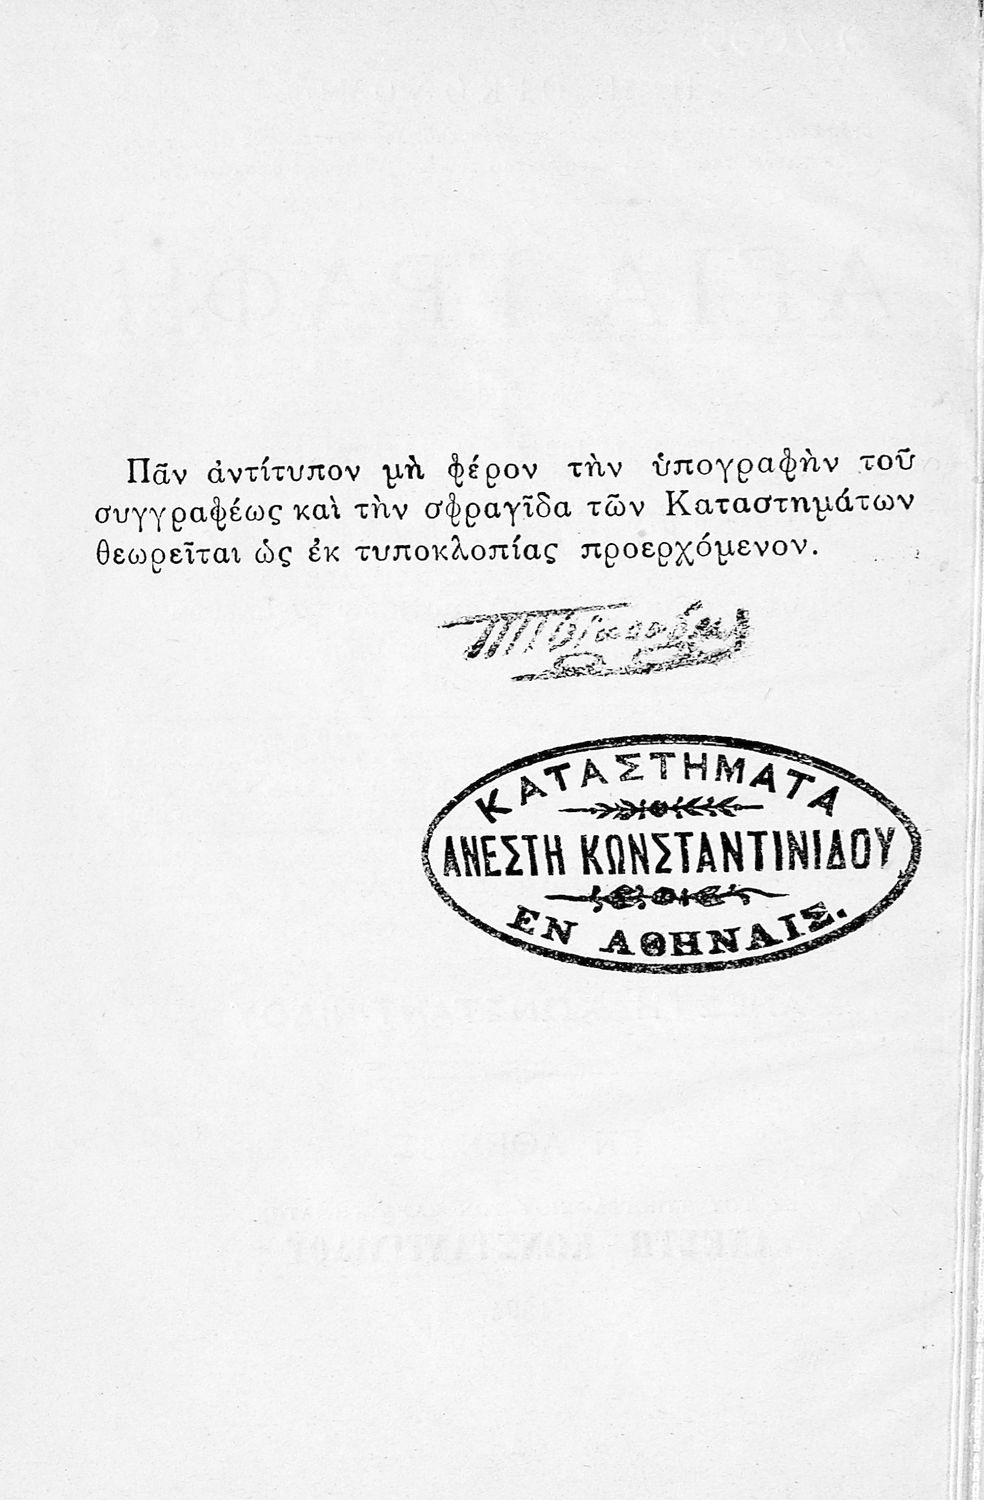 Πᾶν ἀντίτυπον μὴ φέρον τὴν ὑπογραφὴν τοῦ
συγγραφέως καὶ τὴν σφραγῖδα τῶν Καταστημάτων
θεωρεῖται ὡς ἐκ τυποκλοπίας προερχόμενον.
ΚΑΤΑΣΤΗΜΑΤΑ
ΑΝΕΣΤΗ ΚΩΝΣΤΑΝΤΙΝΙΔΟΥ
ΕΝ ΑΘΗΝΑΙΣ.